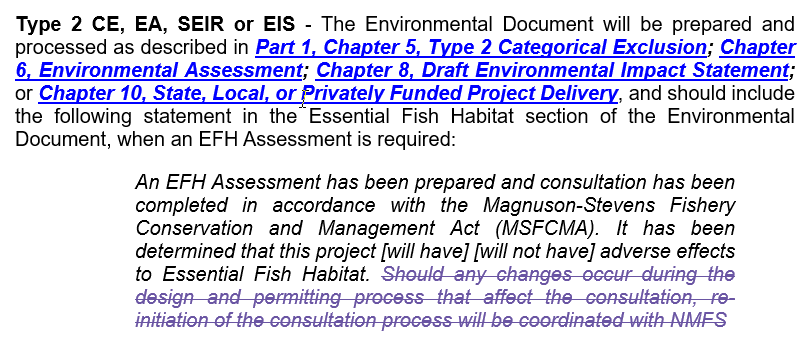 Type 2 CE, EA, SEIR or EIS - The Environmental Document will be prepared and
processed as described in Part 1, Chapter 5, Type 2 Categorical Exclusion; Chapter
6, Environmental Assessment; Chapter 8, Draft Environmental Impact Statement;
or Chapter 10, State, Local, or Privately Funded Project Delivery, and should include
the following statement in the Essential Fish Habitat section of the Environmental
Document, when an EFH Assessment is required:
An EFH Assessment has been prepared and consultation has been
completed in accordance with the Magnuson-Stevens Fishery
Conservation and Management Act (MSFCMA). It has been
determined that this project [will have] [will not have] adverse effects
to Essential Fish Habitat. Should any changes occur during the
design and permitting process that affect the consultation, re-
initiation of the consultation process will be coordinated with NMFS